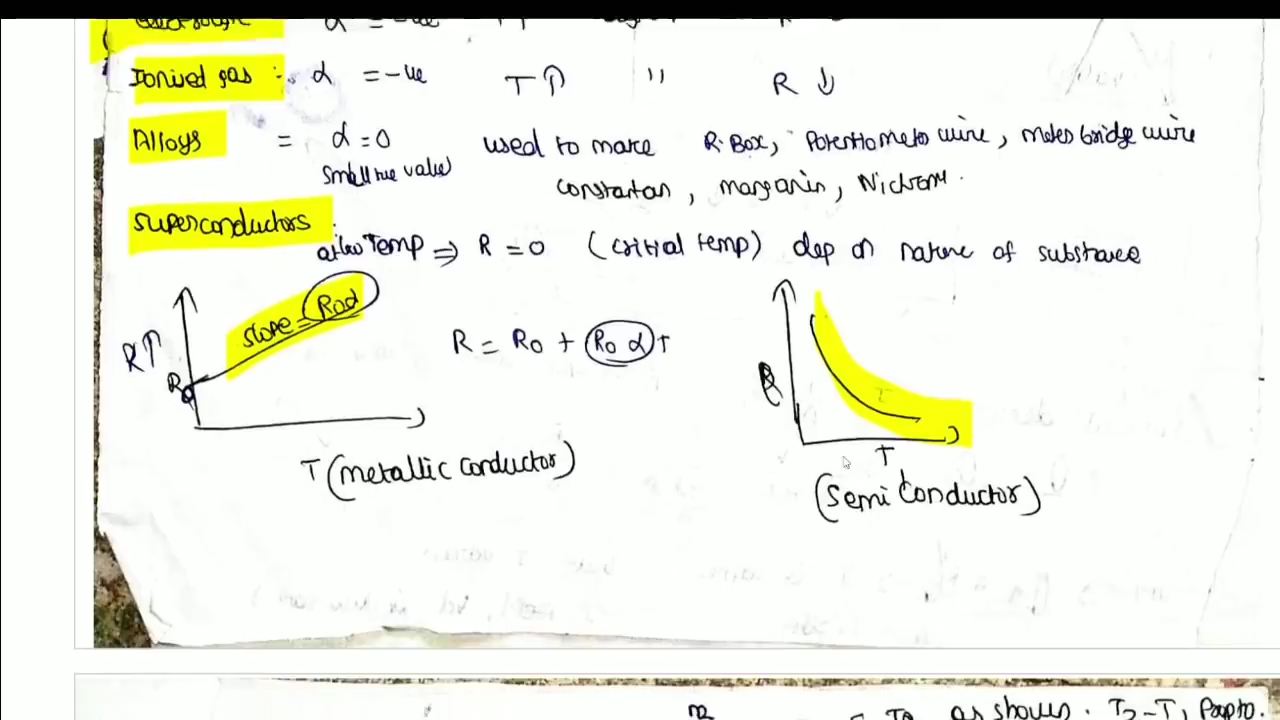 α = -ve
Ionised gas :- α = -ve T↑ " R ↓
Alloys = α = 0 used to make R.Box, Potentiometer wire, meter bridge wire
small +ve value constantan, manganin, Nichrome.
superconductors
at low Temp ⇒ R = 0 (critical temp) dep on nature of substance
slope = R0α
R↑
R0
R = R0 + R0 α t
R
T
T (metallic conductor)
(Semi Conductor)
as shown. T2-T1 Propto.